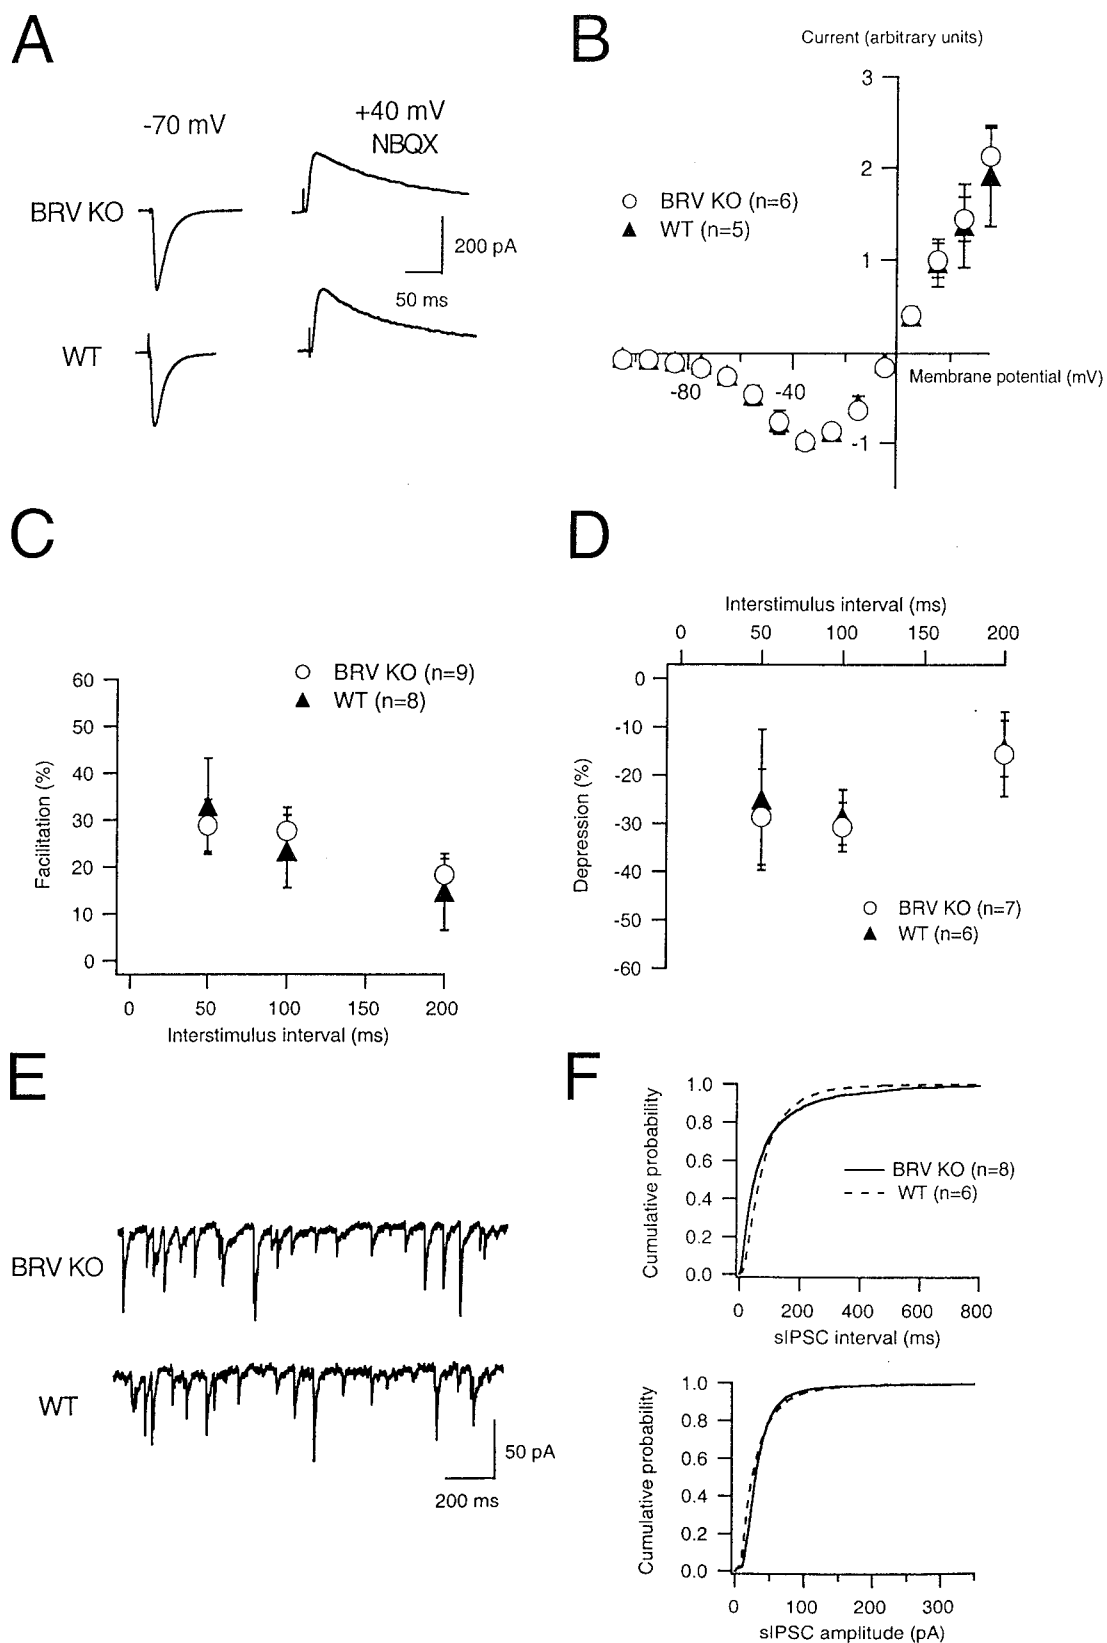 A
-70 mV
+40 mV
NBQX
BRV KO
200 pA
50 ms
WT
B
Current (arbitrary units)
3
2
1
-1
BRV KO (n=6)
WT (n=5)
-80
-40
Membrane potential (mV)
C
BRV KO (n=9)
WT (n=8)
Facilitation (%)
60
50
40
30
20
10
0
0 50 100 150 200
Interstimulus interval (ms)
D
Interstimulus interval (ms)
0 50 100 150 200
Depression (%)
0
-10
-20
-30
-40
-50
-60
BRV KO (n=7)
WT (n=6)
E
BRV KO
WT
50 pA
200 ms
F
Cumulative probability
1.0
0.8
0.6
0.4
0.2
0.0
BRV KO (n=8)
WT (n=6)
0 200 400 600 800
sIPSC interval (ms)
Cumulative probability
1.0
0.8
0.6
0.4
0.2
0.0
0 100 200 300
sIPSC amplitude (pA)